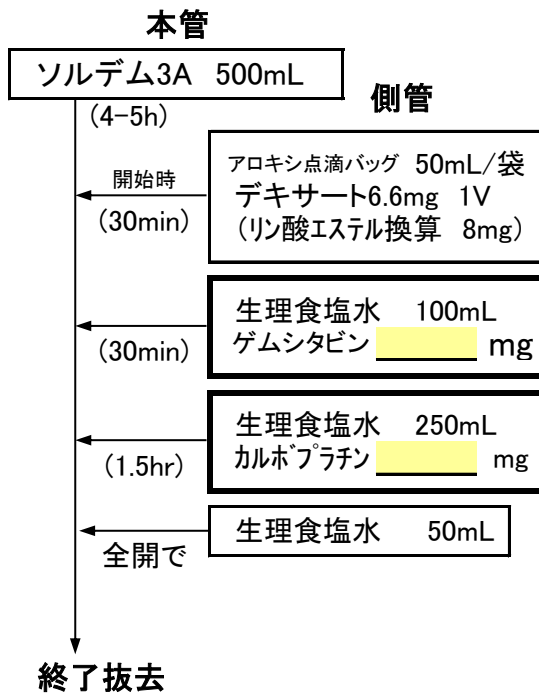 本管
ソルデム3A 500mL
(4-5h)
側管
アロキシ点滴バッグ 50mL/袋
デキサート6.6mg 1V
(リン酸エステル換算 8mg)
開始時
(30min)
生理食塩水 100mL
ゲムシタビン mg
(30min)
生理食塩水 250mL
カルボプラチン mg
(1.5hr)
生理食塩水 50mL
全開で
終了抜去